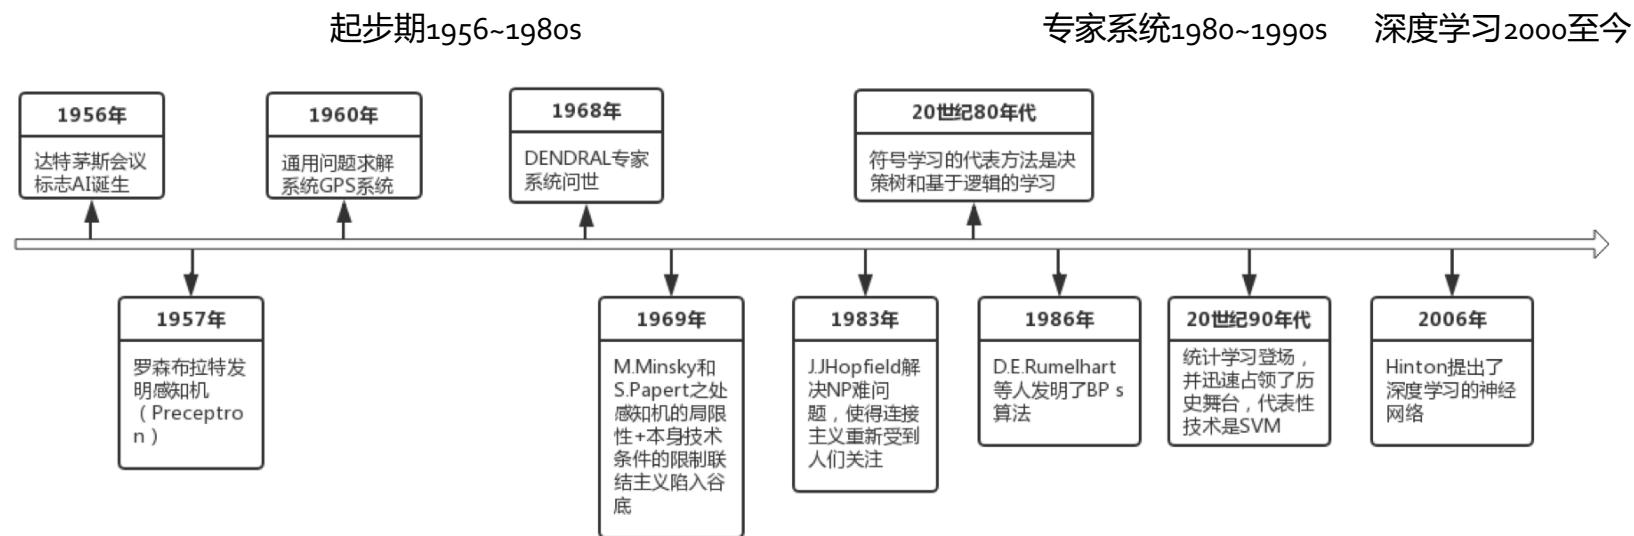 起步期1956~1980s
专家系统1980~1990s
深度学习2000至今
1956年
达特茅斯会议
标志AI诞生
1960年
通用问题求解
系统GPS系统
1968年
DENDRAL专家
系统问世
20世纪80年代
符号学习的代表方法是决
策树和基于逻辑的学习
1957年
罗森布拉特发
明感知机
（Preceptro
n）
1969年
M.Minsky和
S.Papert之处
感知机的局限
性+本身技术
条件的限制联
结主义陷入谷
底
1983年
J.JHopfield解
决NP难问
题，使得连接
主义重新受到
人们关注
1986年
D.E.Rumelhart
等人发明了BP s
算法
20世纪90年代
统计学习登场，
并迅速占领了历
史舞台，代表性
技术是SVM
2006年
Hinton提出了
深度学习的神经
网络